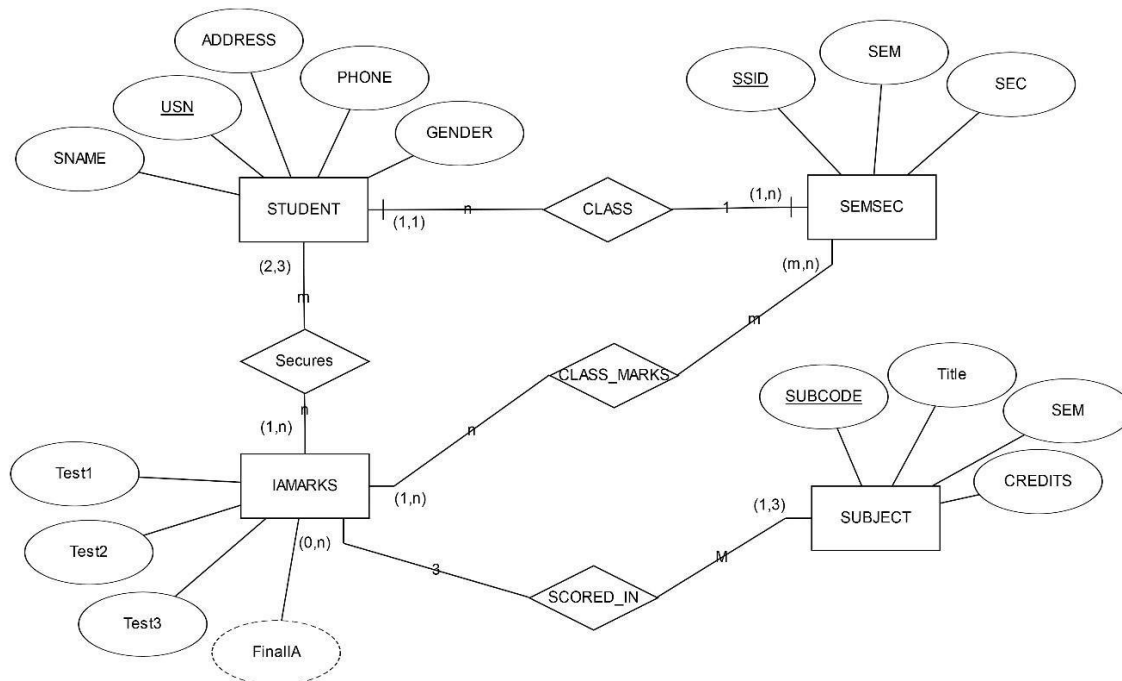 ADDRESS
SEM
PHONE
SSID
SEC
USN
GENDER
SNAME
STUDENT
n
CLASS
1
(1,n)
SEMSEC
(1,1)
(2,3)
(m,n)
m
m
Secures
CLASS_MARKS
Title
SUBCODE
SEM
n
(1,n)
n
Test1
IAMARKS
CREDITS
(1,n)
(1,3)
SUBJECT
Test2
(0,n)
3
M
SCORED_IN
Test3
FinalIA